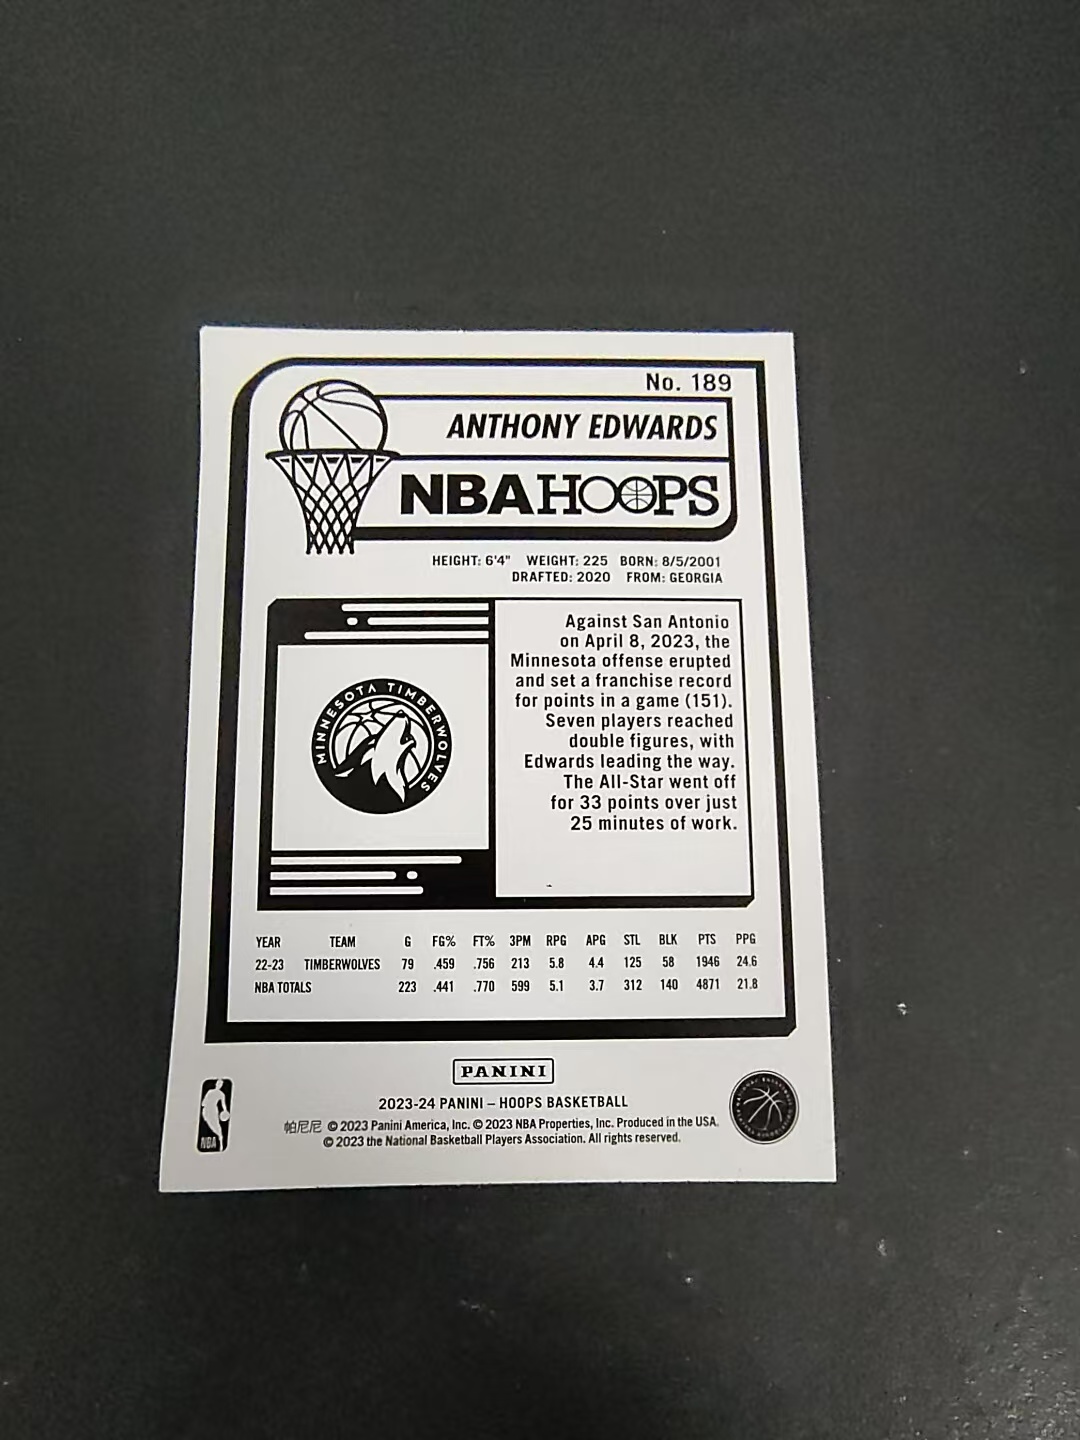 No. 189
ANTHONY EDWARDS
NBA HOOPS
HEIGHT: 6'4" WEIGHT: 225 BORN: 8/5/2001
DRAFTED: 2020 FROM: GEORGIA
MINNESOTA TIMBERWOLVES
Against San Antonio
on April 8, 2023, the
Minnesota offense erupted
and set a franchise record
for points in a game (151).
Seven players reached
double figures, with
Edwards leading the way.
The All-Star went off
for 33 points over just
25 minutes of work.
YEAR TEAM G FG% FT% 3PM RPG APG STL BLK PTS PPG
22-23 TIMBERWOLVES 79 .459 .756 213 5.8 4.4 125 58 1946 24.6
NBA TOTALS 223 .441 .770 599 5.1 3.7 312 140 4871 21.8
PANINI
2023-24 PANINI – HOOPS BASKETBALL
帕尼尼 © 2023 Panini America, Inc. © 2023 NBA Properties, Inc. Produced in the USA.
© 2023 the National Basketball Players Association. All rights reserved.
NBA